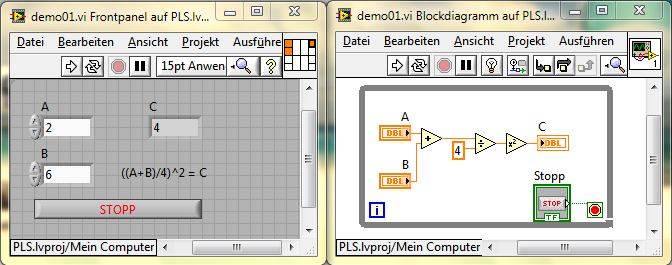 demo01.vi Frontpanel auf PLS.lv...
Datei Bearbeiten Ansicht Projekt Ausführe
15pt Anwen
?
A
2
C
4
B
6
((A+B)/4)^2 = C
STOPP
PLS.lvproj/Mein Computer
demo01.vi Blockdiagramm auf PLS.l...
Datei Bearbeiten Ansicht Projekt Ausführen
1
A
DBL
+
4
÷
x²
C
DBL
B
DBL
Stopp
STOP
TF
i
PLS.lvproj/Mein Computer